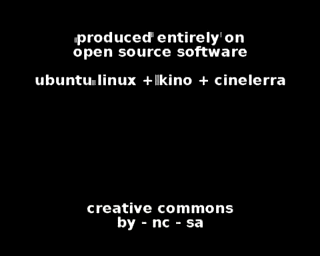 produced entirely on
open source software
ubuntu linux + kino + cinelerra
creative commons
by - nc - sa